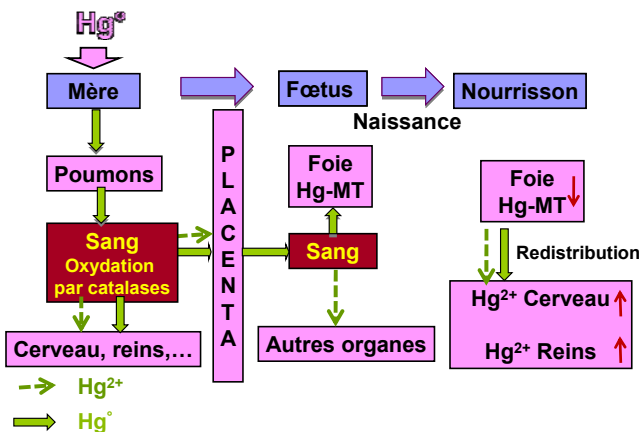 Hg°
Mère
Fœtus
Nourrisson
Naissance
Poumons
Sang
Oxydation
par catalases
Cerveau, reins,…
PLACENTA
Foie
Hg-MT
Sang
Autres organes
Foie
Hg-MT
Redistribution
Hg²⁺ Cerveau
Hg²⁺ Reins
Hg²⁺
Hg°